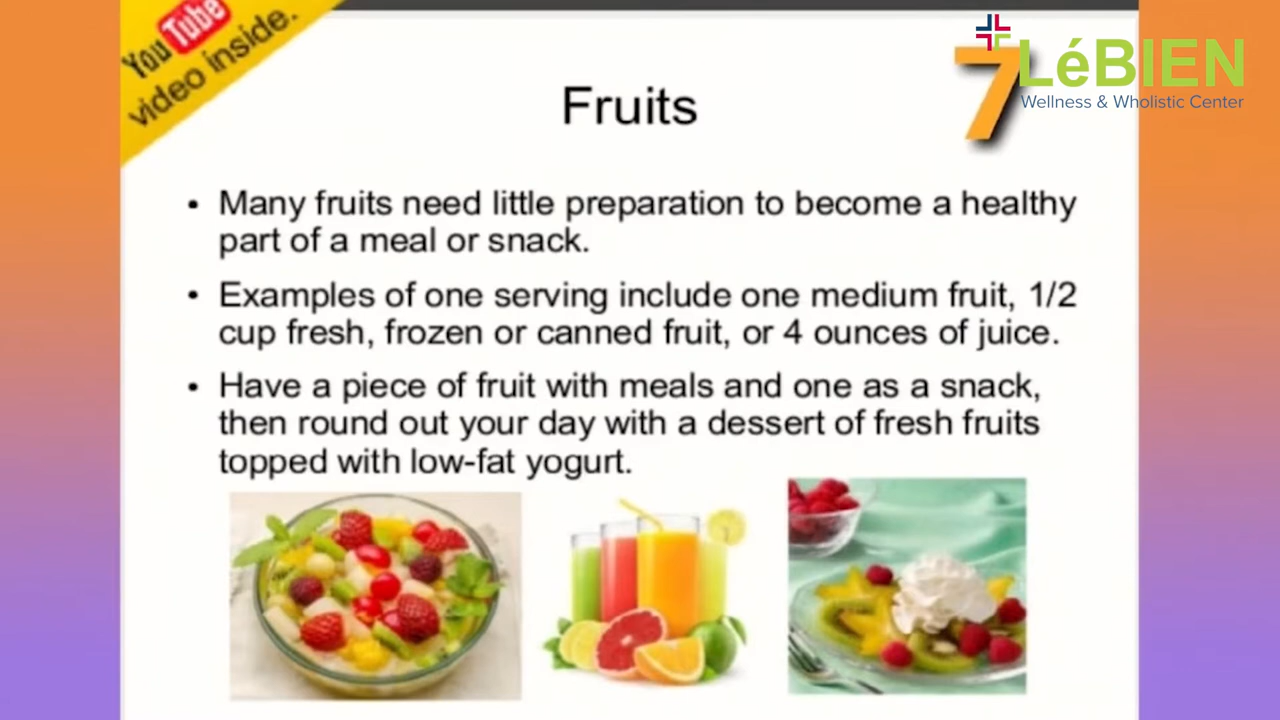 YouTube
video inside.
7
LéBIEN
Wellness & Wholistic Center
Fruits
• Many fruits need little preparation to become a healthy
part of a meal or snack.
• Examples of one serving include one medium fruit, 1/2
cup fresh, frozen or canned fruit, or 4 ounces of juice.
• Have a piece of fruit with meals and one as a snack,
then round out your day with a dessert of fresh fruits
topped with low-fat yogurt.